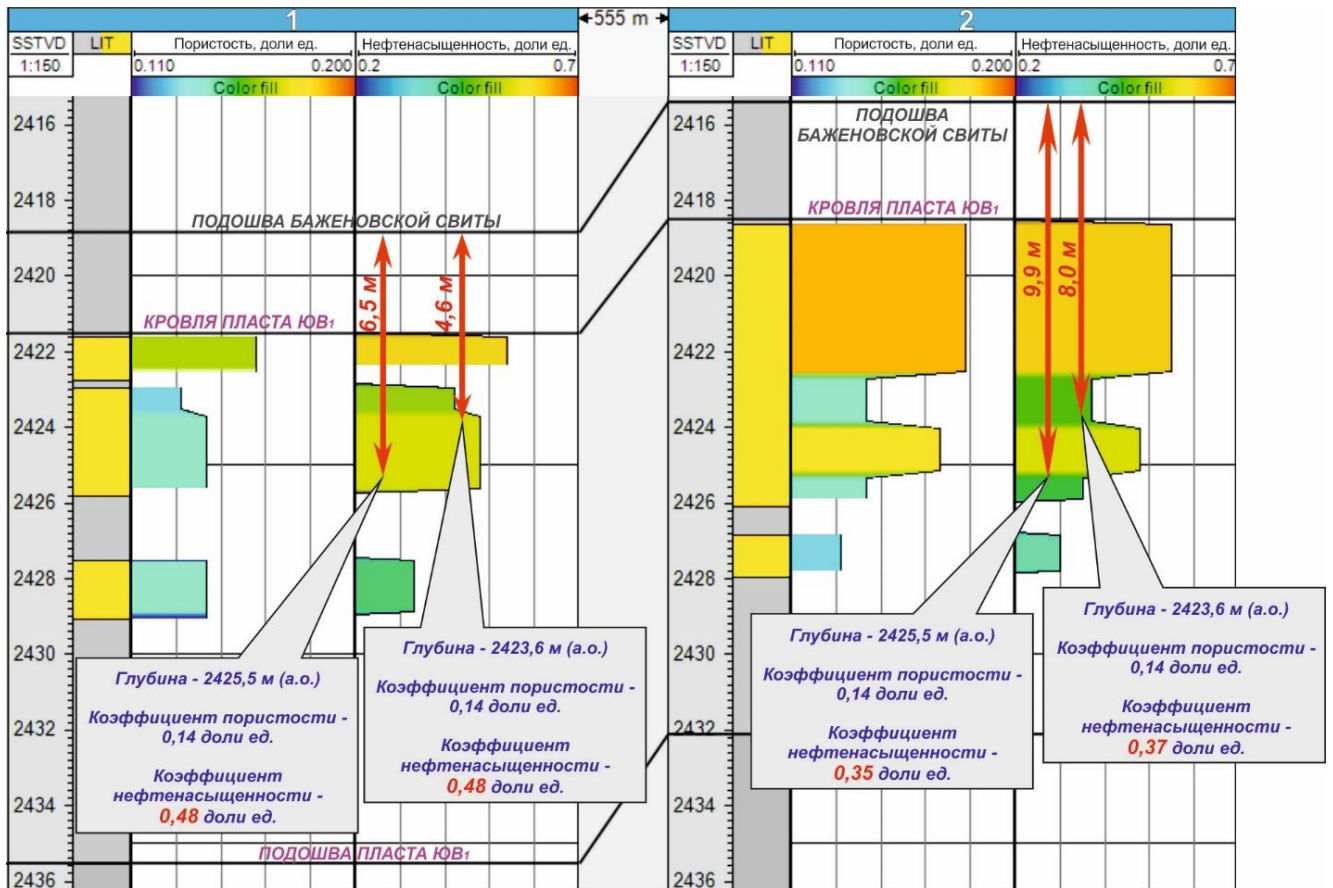 1
555 m
2
SSTVD
LIT
Пористость, доли ед.
Нефтенасыщенность, доли ед.
1:150
0.110
0.200
0.2
0.7
Color fill
Color fill
SSTVD
LIT
Пористость, доли ед.
Нефтенасыщенность, доли ед.
1:150
0.110
0.200
0.2
0.7
Color fill
Color fill
2416
2418
2420
2422
2424
2426
2428
2430
2432
2434
2436
ПОДОШВА БАЖЕНОВСКОЙ СВИТЫ
КРОВЛЯ ПЛАСТА ЮВ₁
6,5 м
4,6 м
Глубина - 2425,5 м (а.о.)
Коэффициент пористости -
0,14 доли ед.
Коэффициент
нефтенасыщенности -
0,48 доли ед.
Глубина - 2423,6 м (а.о.)
Коэффициент пористости -
0,14 доли ед.
Коэффициент
нефтенасыщенности -
0,48 доли ед.
ПОДОШВА ПЛАСТА ЮВ₁
2416
2418
2420
2422
2424
2426
2428
2430
2432
2434
2436
ПОДОШВА
БАЖЕНОВСКОЙ СВИТЫ
КРОВЛЯ ПЛАСТА ЮВ₁
9,9 м
8,0 м
Глубина - 2425,5 м (а.о.)
Коэффициент пористости -
0,14 доли ед.
Коэффициент
нефтенасыщенности -
0,35 доли ед.
Глубина - 2423,6 м (а.о.)
Коэффициент пористости -
0,14 доли ед.
Коэффициент
нефтенасыщенности -
0,37 доли ед.